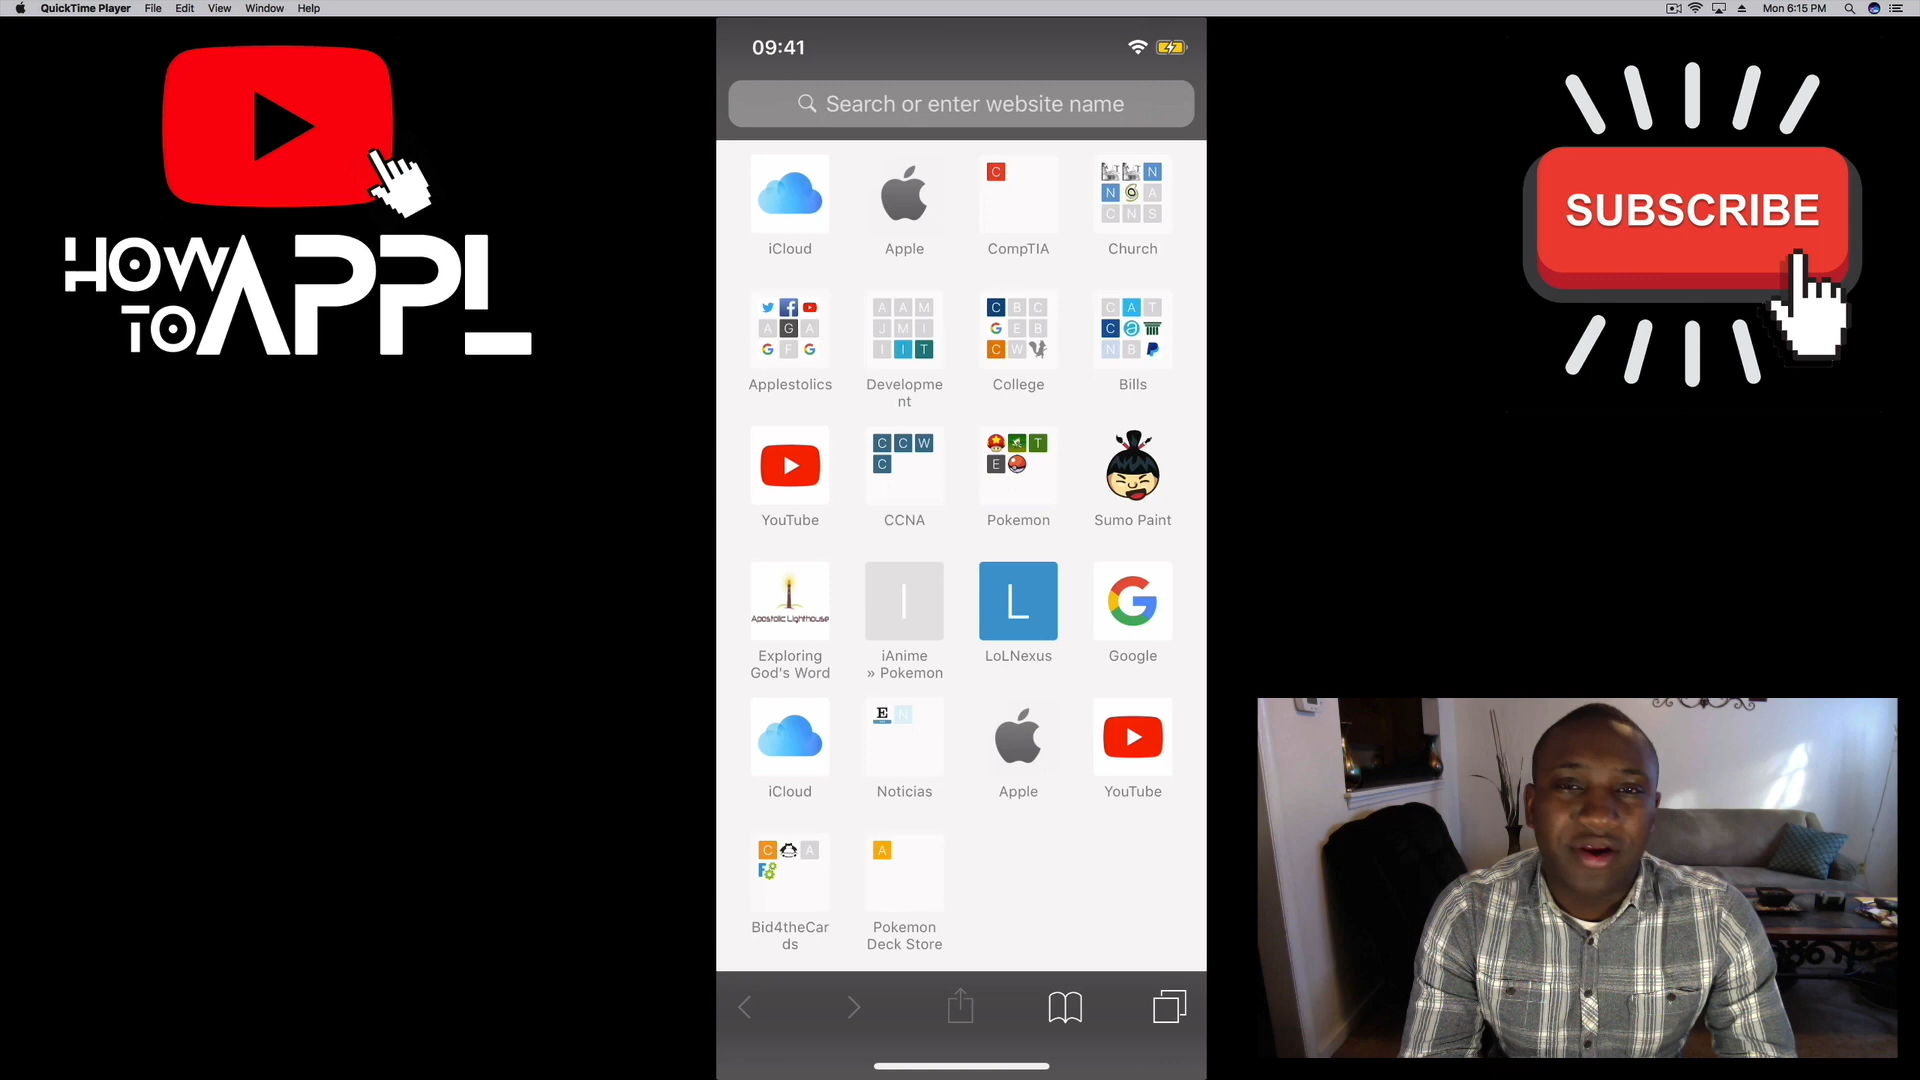 QuickTime Player File Edit View Window Help
Mon 6:15 PM
09:41
Search or enter website name
HOW
TO
APPL
SUBSCRIBE
C
N
N A
C N S
iCloud Apple CompTIA Church
A A M
C B C
C A T
A G A
J M I
G E B
C
G F G
I I T
C W
N B
Applestolics Developme
nt College Bills
C C W
C
T
E
YouTube CCNA Pokemon Sumo Paint
Apostolic Lighthouse
I
L
G
Exploring
God's Word
iAnime
» Pokemon
LoLNexus Google
E N
iCloud Noticias Apple YouTube
C A
F
A
Bid4theCar
ds
Pokemon
Deck Store